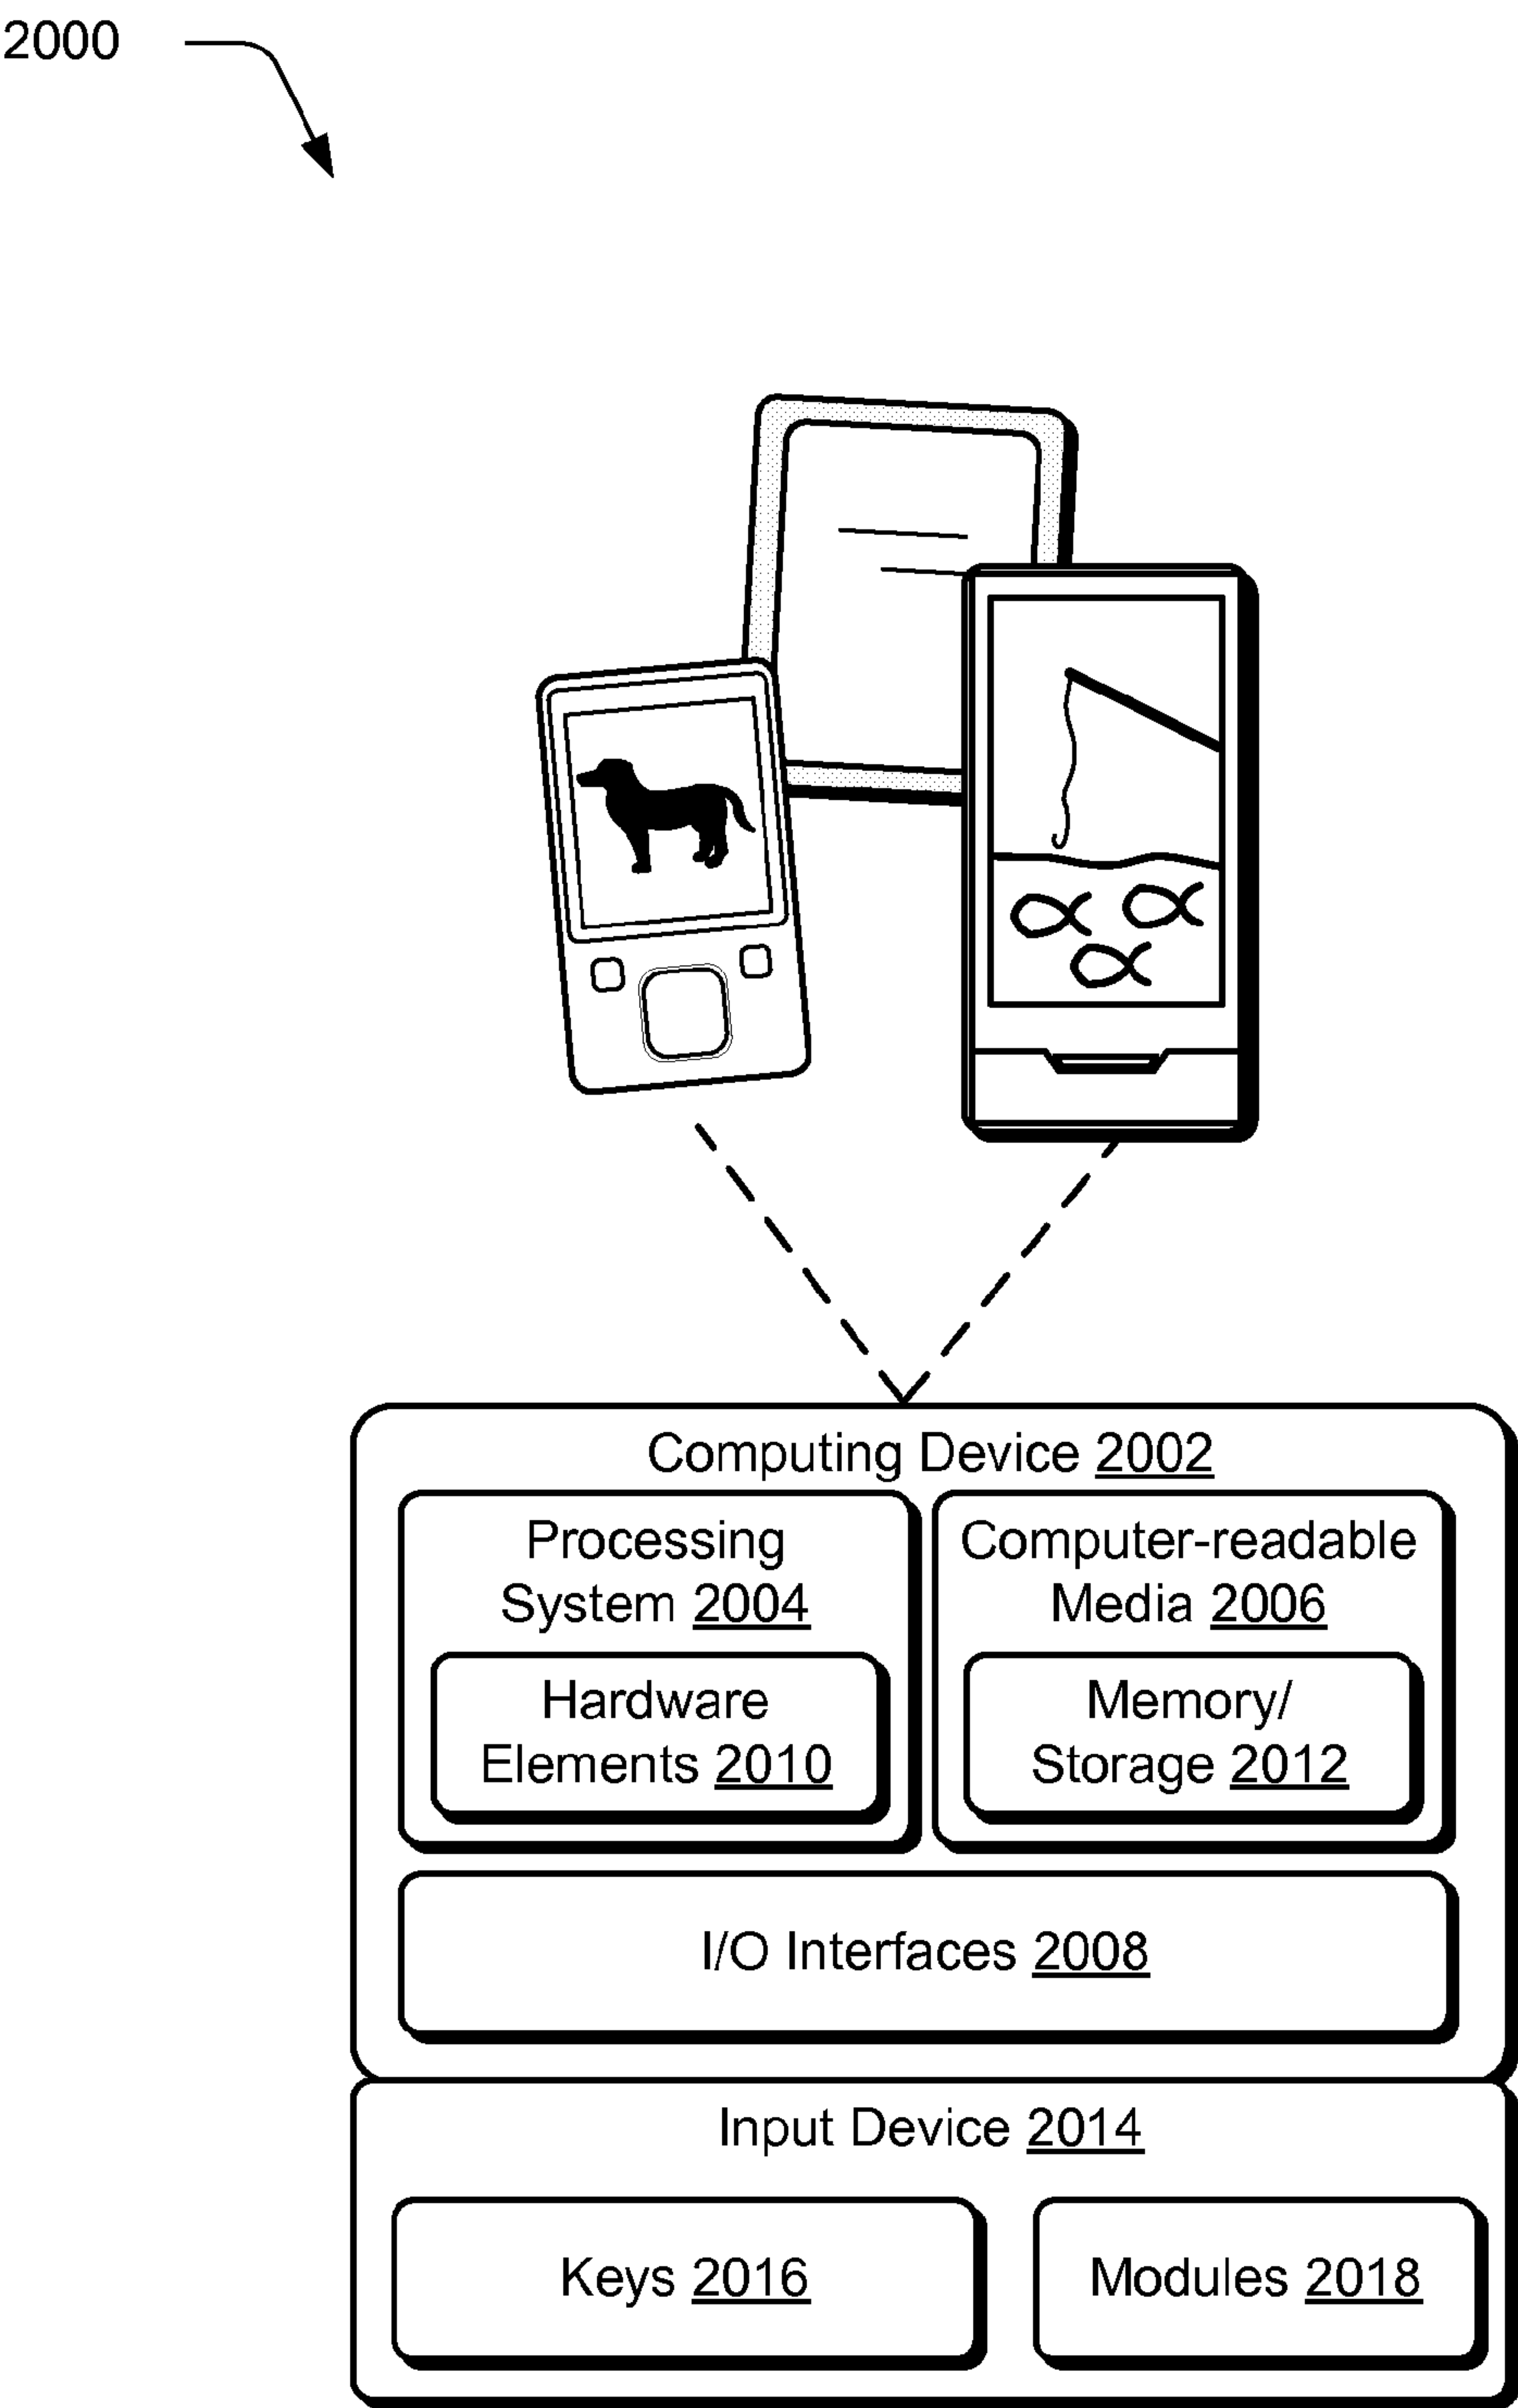 2000
Computing Device 2002
Processing
System 2004
Computer-readable
Media 2006
Hardware
Elements 2010
Memory/
Storage 2012
I/O Interfaces 2008
Input Device 2014
Keys 2016
Modules 2018